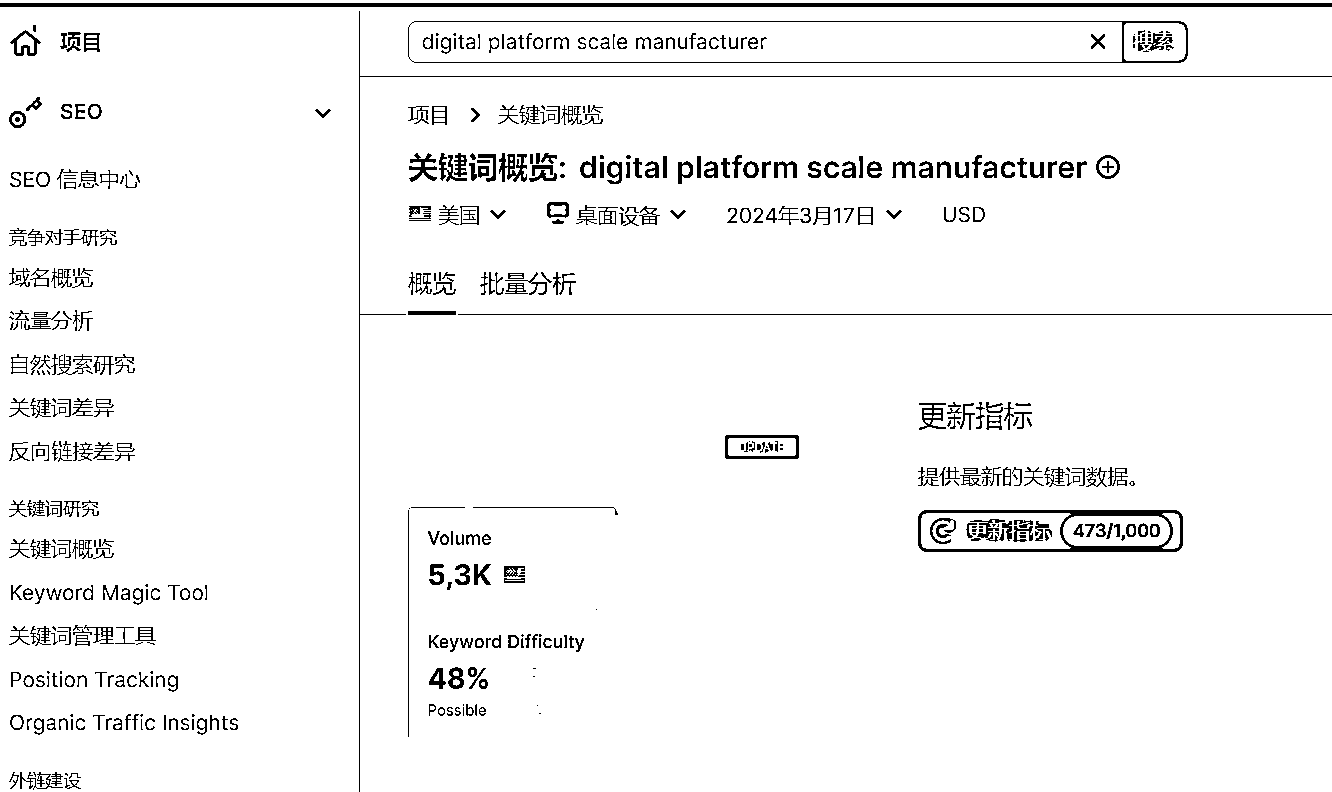 项目
SEO
SEO 信息中心
竞争对手研究
域名概览
流量分析
自然搜索研究
关键词差异
反向链接差异
关键词研究
关键词概览
Keyword Magic Tool
关键词管理工具
Position Tracking
Organic Traffic Insights
外链建设
digital platform scale manufacturer
搜索
项目 > 关键词概览
关键词概览: digital platform scale manufacturer
美国 桌面设备 2024年3月17日 USD
概览 批量分析
UPDATE
Volume
5,3K
Keyword Difficulty
48%
Possible
更新指标
提供最新的关键词数据。
更新指标 473/1,000